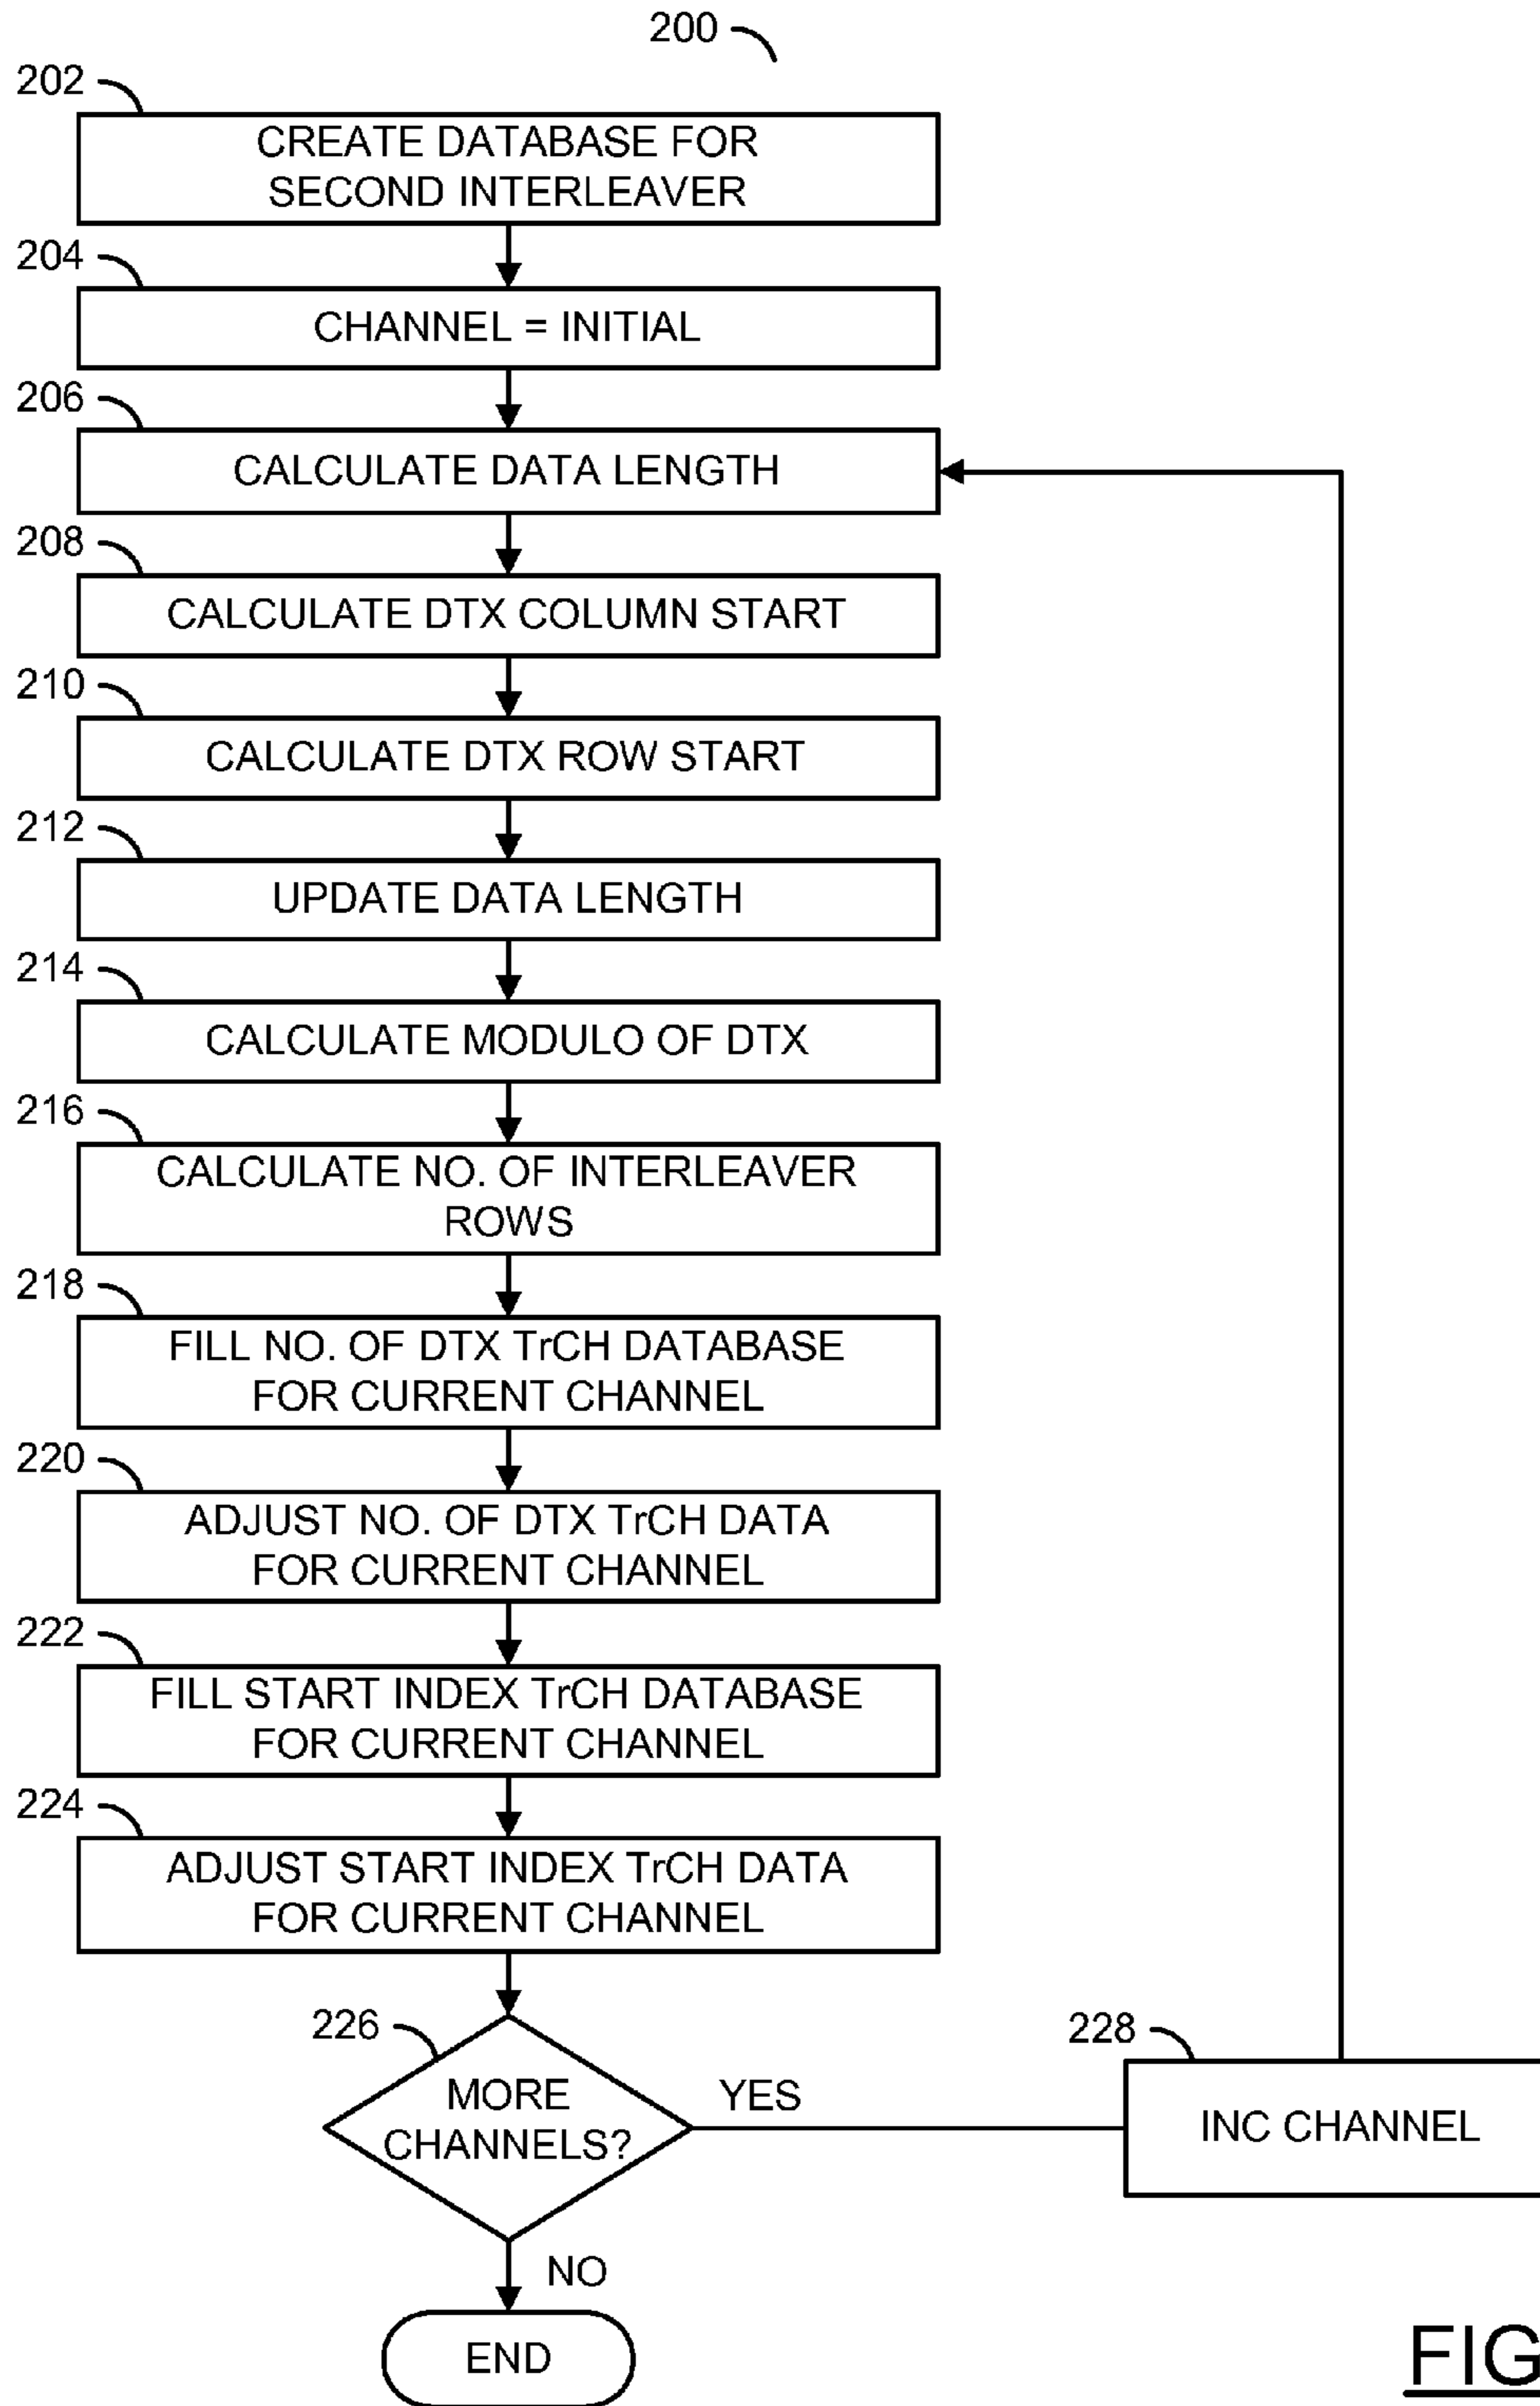 200
202
CREATE DATABASE FOR
SECOND INTERLEAVER
204
CHANNEL = INITIAL
206
CALCULATE DATA LENGTH
208
CALCULATE DTX COLUMN START
210
CALCULATE DTX ROW START
212
UPDATE DATA LENGTH
214
CALCULATE MODULO OF DTX
216
CALCULATE NO. OF INTERLEAVER
ROWS
218
FILL NO. OF DTX TrCH DATABASE
FOR CURRENT CHANNEL
220
ADJUST NO. OF DTX TrCH DATA
FOR CURRENT CHANNEL
222
FILL START INDEX TrCH DATABASE
FOR CURRENT CHANNEL
224
ADJUST START INDEX TrCH DATA
FOR CURRENT CHANNEL
226
MORE
CHANNELS?
YES
228
INC CHANNEL
NO
END
FIG